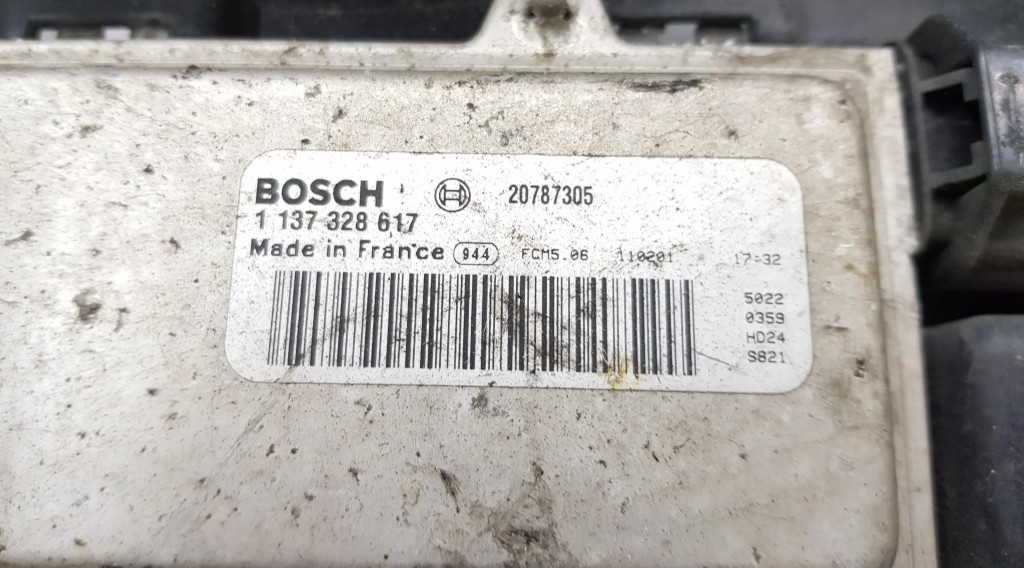 BOSCH 20787305
1 137 328 617
Made in France 944 FCM5.06 110201 17:32
5022
0359
HD24
S821